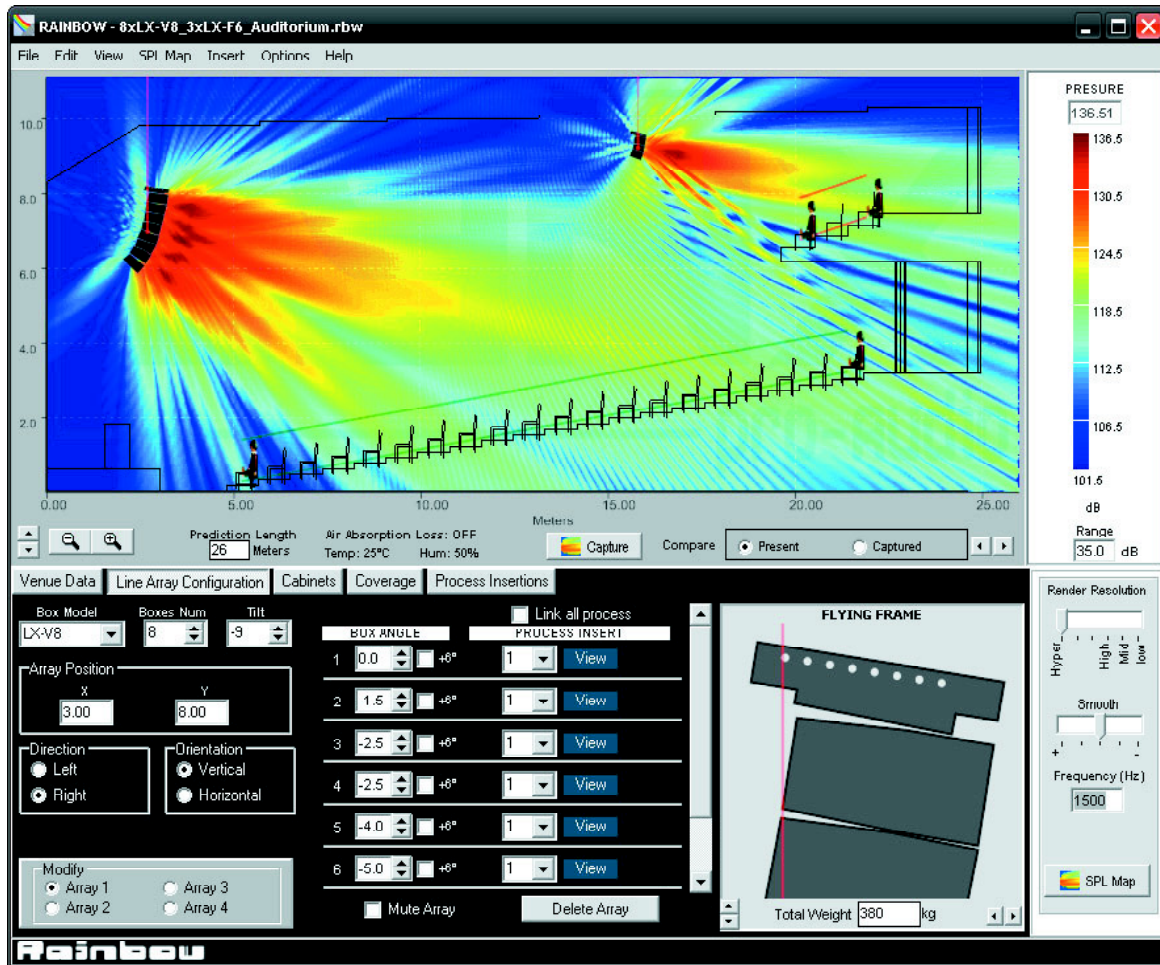 RAINBOW - 8xLX-V8_3xLX-F6_Auditorium.rbw
File Edit View SPL Map Insert Options Help
10.0
8.0
6.0
4.0
2.0
0.00 5.00 10.00 15.00 20.00 25.00
Meters
PRESURE
136.51
136.5
130.5
124.5
118.5
112.5
106.5
101.5
dB
Range
35.0 dB
Prediction Length
26 Meters
Air Absorption Loss: OFF
Temp: 25ºC Hum: 50%
Capture
Compare
Present
Captured
Venue Data Line Array Configuration Cabinets Coverage Process Insertions
Box Model Boxes Num Tilt
LX-V8 8 -9
Array Position
X Y
3.00 8.00
Direction
Left
Right
Orientation
Vertical
Horizontal
Modify
Array 1 Array 3
Array 2 Array 4
Link all process
BOX ANGLE PROCESS INSERT
1 0.0 +6° 1 View
2 1.5 +6° 1 View
3 -2.5 +6° 1 View
4 -2.5 +6° 1 View
5 -4.0 +6° 1 View
6 -5.0 +6° 1 View
Mute Array
Delete Array
FLYING FRAME
Total Weight 380 kg
Render Resolution
Hyper High Mid low
Smooth
+ -
Frequency (Hz)
1500
SPL Map
Rainbow